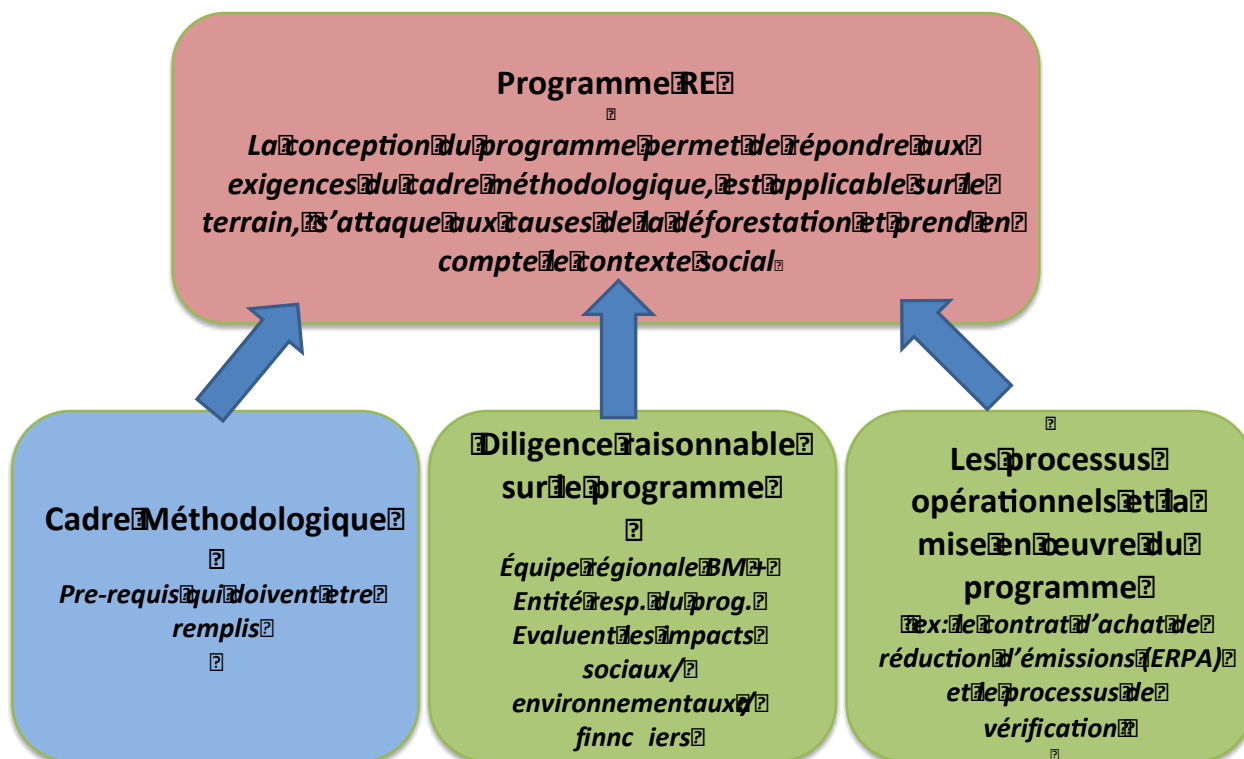 Programme RE
La conception du programme permet de répondre aux
exigences du cadre méthodologique, est applicable sur le
terrain, s'attaque aux causes de la déforestation et prend en
compte le contexte social
Cadre Méthodologique
Pre-requis qui doivent etre
remplis
Diligence raisonnable
sur le programme
Équipe régionale BM +
Entité resp. du prog.
Evaluent les impacts
sociaux/
environnementaux /
finnc iers
Les processus
opérationnels et la
mise en œuvre du
programme
ex: le contrat d'achat de
réduction d'émissions (ERPA)
et le processus de
vérification